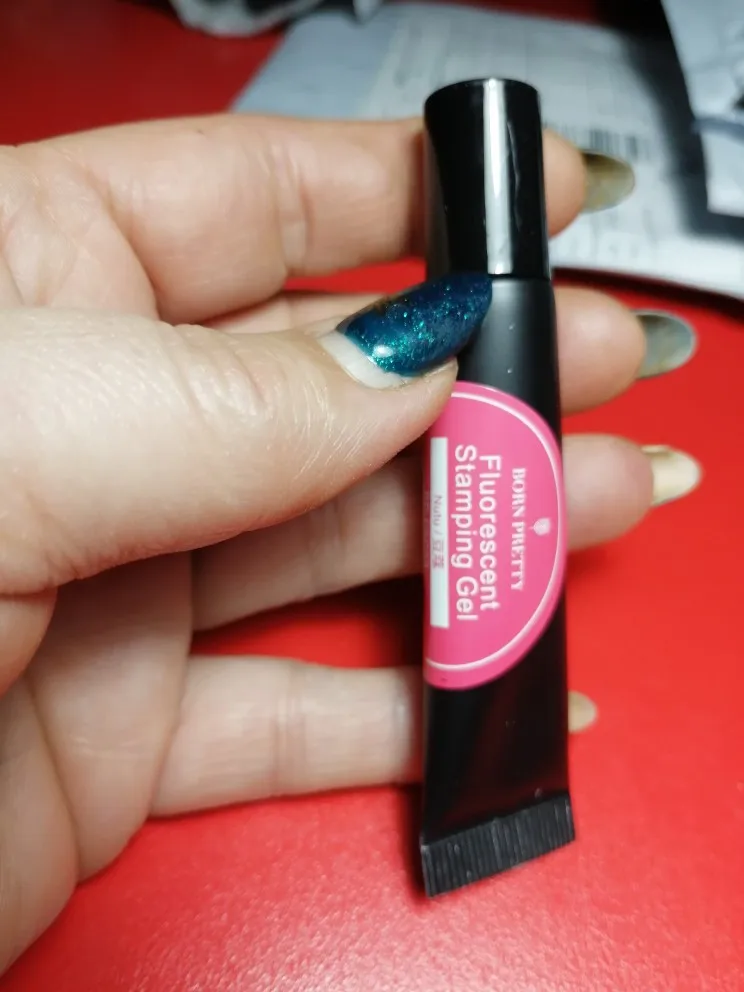 BORN PRETTY
Fluorescent
Stamping Gel